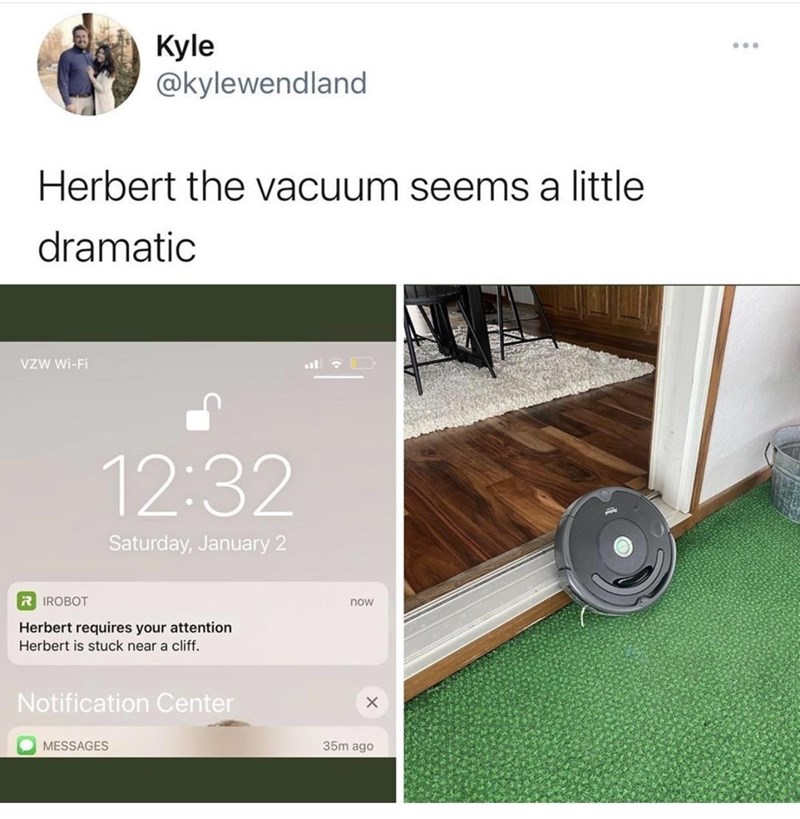 Kyle
@kylewendland
Herbert the vacuum seems a little
dramatic
VZW Wi-Fi
12:32
Saturday, January 2
IROBOT
now
Herbert requires your attention
Herbert is stuck near a cliff.
Notification Center
MESSAGES
35m ago